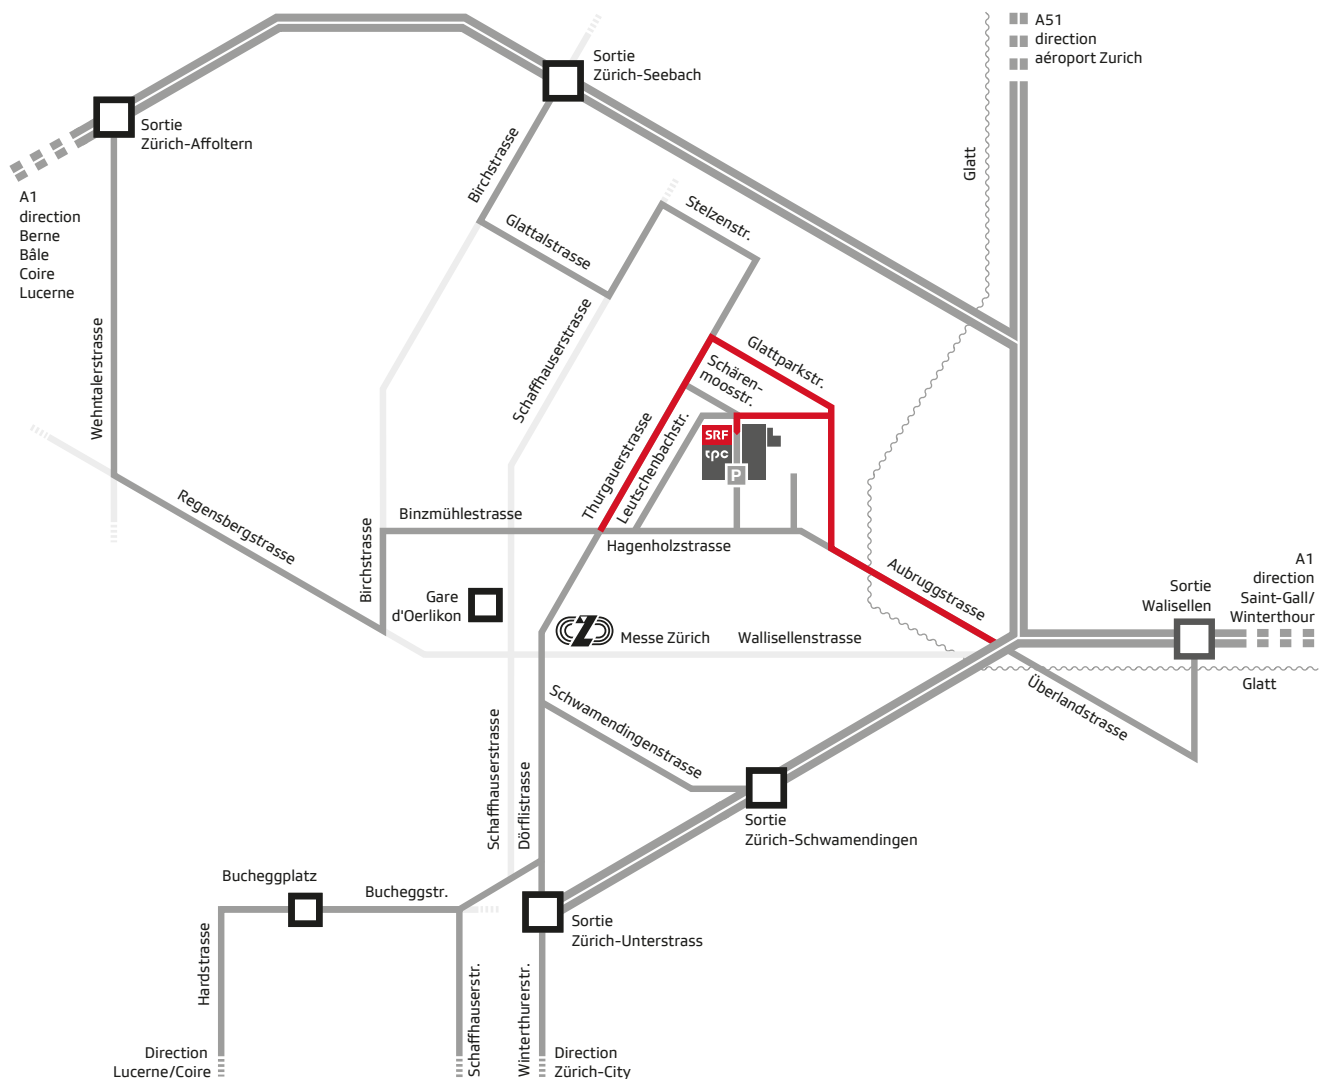 A51
direction
aéroport Zurich
Sortie
Zürich-Seebach
Sortie
Zürich-Affoltern
A1
direction
Berne
Bâle
Coire
Lucerne
Birchstrasse
Glattalstrasse
Stelzenstr.
Glatt
Wehntalerstrasse
Schaffhauserstrasse
Glattparkstr.
Schären-
moosstr.
Thurgauerstrasse
Leutschenbachstr.
SRF
tpc
P
Regensbergstrasse
Binzmühlestrasse
Hagenholzstrasse
Birchstrasse
Gare
d'Oerlikon
Aubruggstrasse
A1
direction
Saint-Gall/
Winterthour
Sortie
Walisellen
Z
Messe Zürich
Wallisellenstrasse
Glatt
Überlandstrasse
Schwamendingenstrasse
Schaffhauserstrasse
Dörflistrasse
Sortie
Zürich-Schwamendingen
Bucheggplatz
Bucheggstr.
Sortie
Zürich-Unterstrass
Hardstrasse
Schaffhauserstr.
Winterthurerstr.
Direction
Lucerne/Coire
Direction
Zürich-City